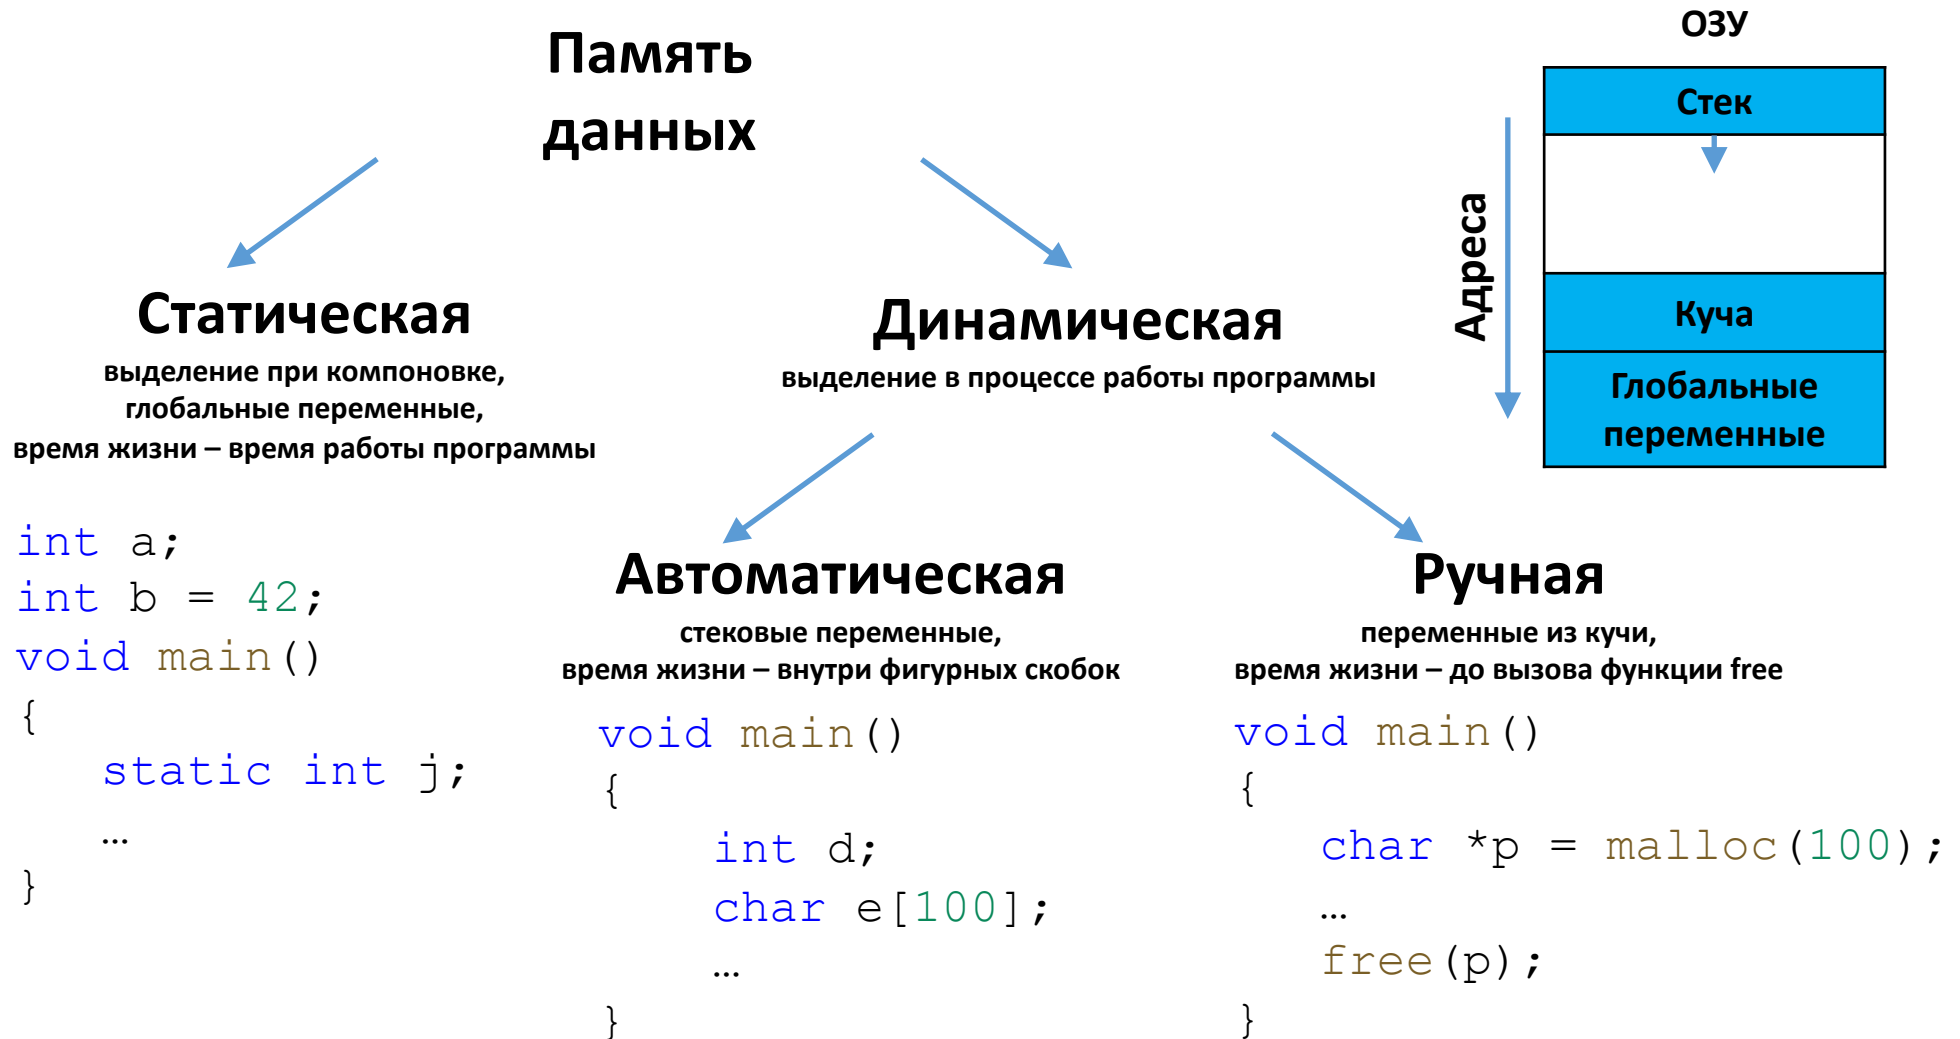 Память
данных
Статическая
выделение при компоновке,
глобальные переменные,
время жизни – время работы программы
int a;
int b = 42;
void main()
{
static int j;
…
}
Динамическая
выделение в процессе работы программы
Автоматическая
стековые переменные,
время жизни – внутри фигурных скобок
void main()
{
int d;
char e[100];
…
}
Ручная
переменные из кучи,
время жизни – до вызова функции free
void main()
{
char *p = malloc(100);
…
free(p);
}
ОЗУ
Адреса
Стек
Куча
Глобальные
переменные